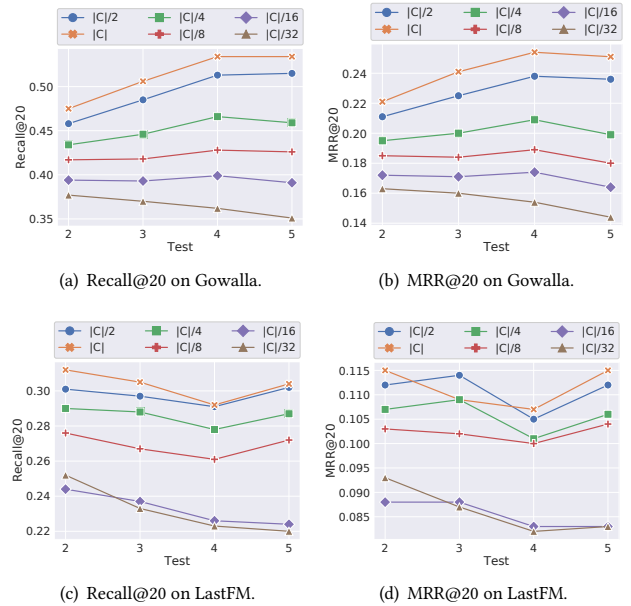 |C|/2 |C|/4 |C|/16
|C| |C|/8 |C|/32
0.50
0.45
0.40
0.35
Recall@20
2 3 4 5
Test
(a) Recall@20 on Gowalla.
|C|/2 |C|/4 |C|/16
|C| |C|/8 |C|/32
0.24
0.22
0.20
0.18
0.16
0.14
MRR@20
2 3 4 5
Test
(b) MRR@20 on Gowalla.
|C|/2 |C|/4 |C|/16
|C| |C|/8 |C|/32
0.30
0.28
0.26
0.24
0.22
Recall@20
2 3 4 5
Test
(c) Recall@20 on LastFM.
|C|/2 |C|/4 |C|/16
|C| |C|/8 |C|/32
0.115
0.110
0.105
0.100
0.095
0.090
0.085
MRR@20
2 3 4 5
Test
(d) MRR@20 on LastFM.